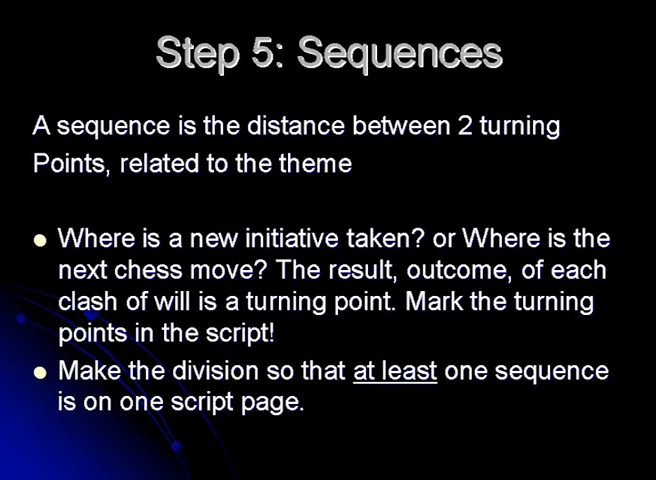 Step 5: Sequences
A sequence is the distance between 2 turning
Points, related to the theme
Where is a new initiative taken? or Where is the
next chess move? The result, outcome, of each
clash of will is a turning point. Mark the turning
points in the script!
Make the division so that at least one sequence
is on one script page.